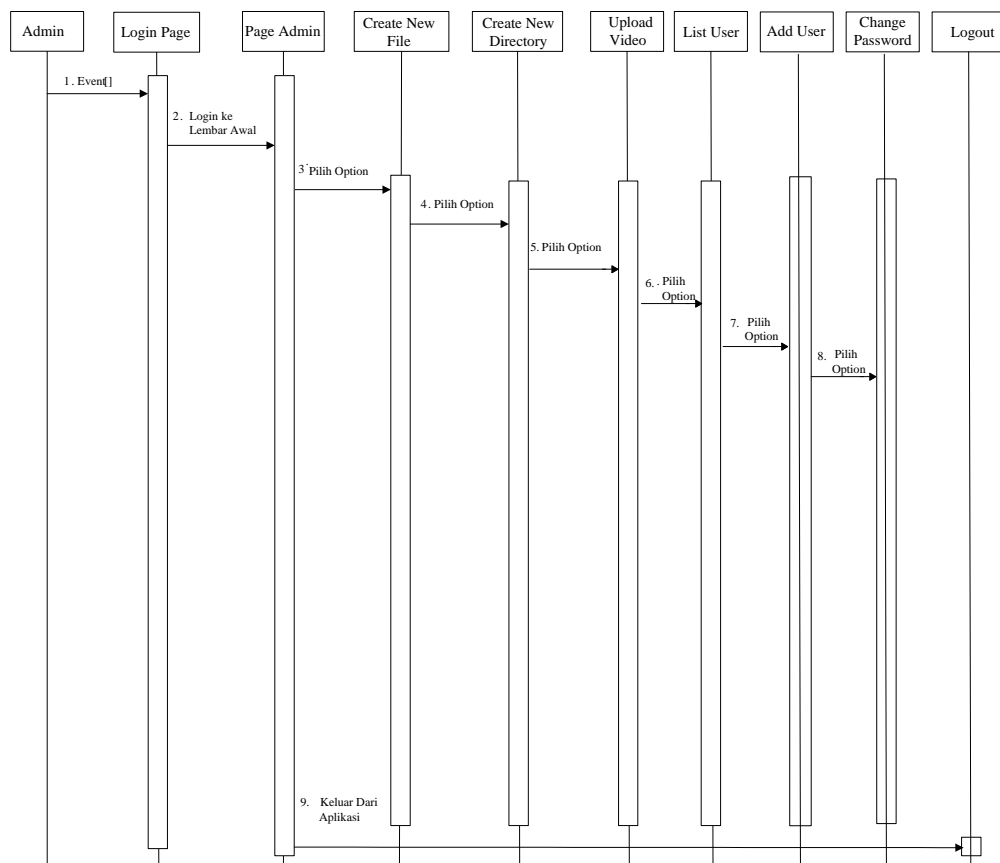 Admin
Login Page
Page Admin
Create New
File
Create New
Directory
Upload
Video
List User
Add User
Change
Password
Logout
1. Event[]
2. Login ke
Lembar Awal
3. Pilih Option
4. Pilih Option
5. Pilih Option
6. . Pilih
Option
7. Pilih
Option
8. Pilih
Option
9. Keluar Dari
Aplikasi